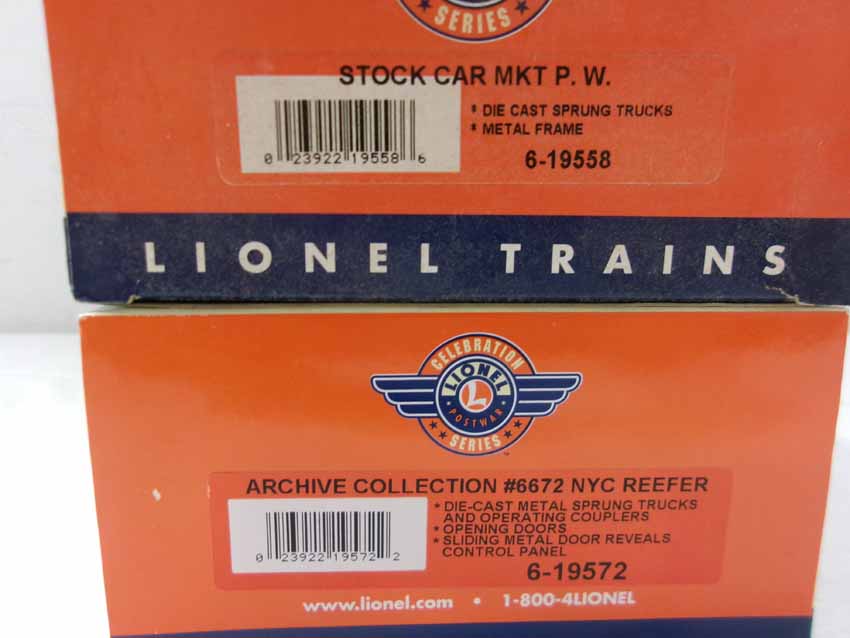 SERIES
STOCK CAR MKT P. W.
* DIE CAST SPRUNG TRUCKS
* METAL FRAME
0 23922 19558 6
6-19558
LIONEL TRAINS
CELEBRATION
LIONEL
L
POSTWAR
SERIES
TM
ARCHIVE COLLECTION #6672 NYC REEFER
* DIE-CAST METAL SPRUNG TRUCKS
AND OPERATING COUPLERS
* OPENING DOORS
* SLIDING METAL DOOR REVEALS
CONTROL PANEL
0 23922 19572 2
6-19572
www.lionel.com • 1-800-4LIONEL